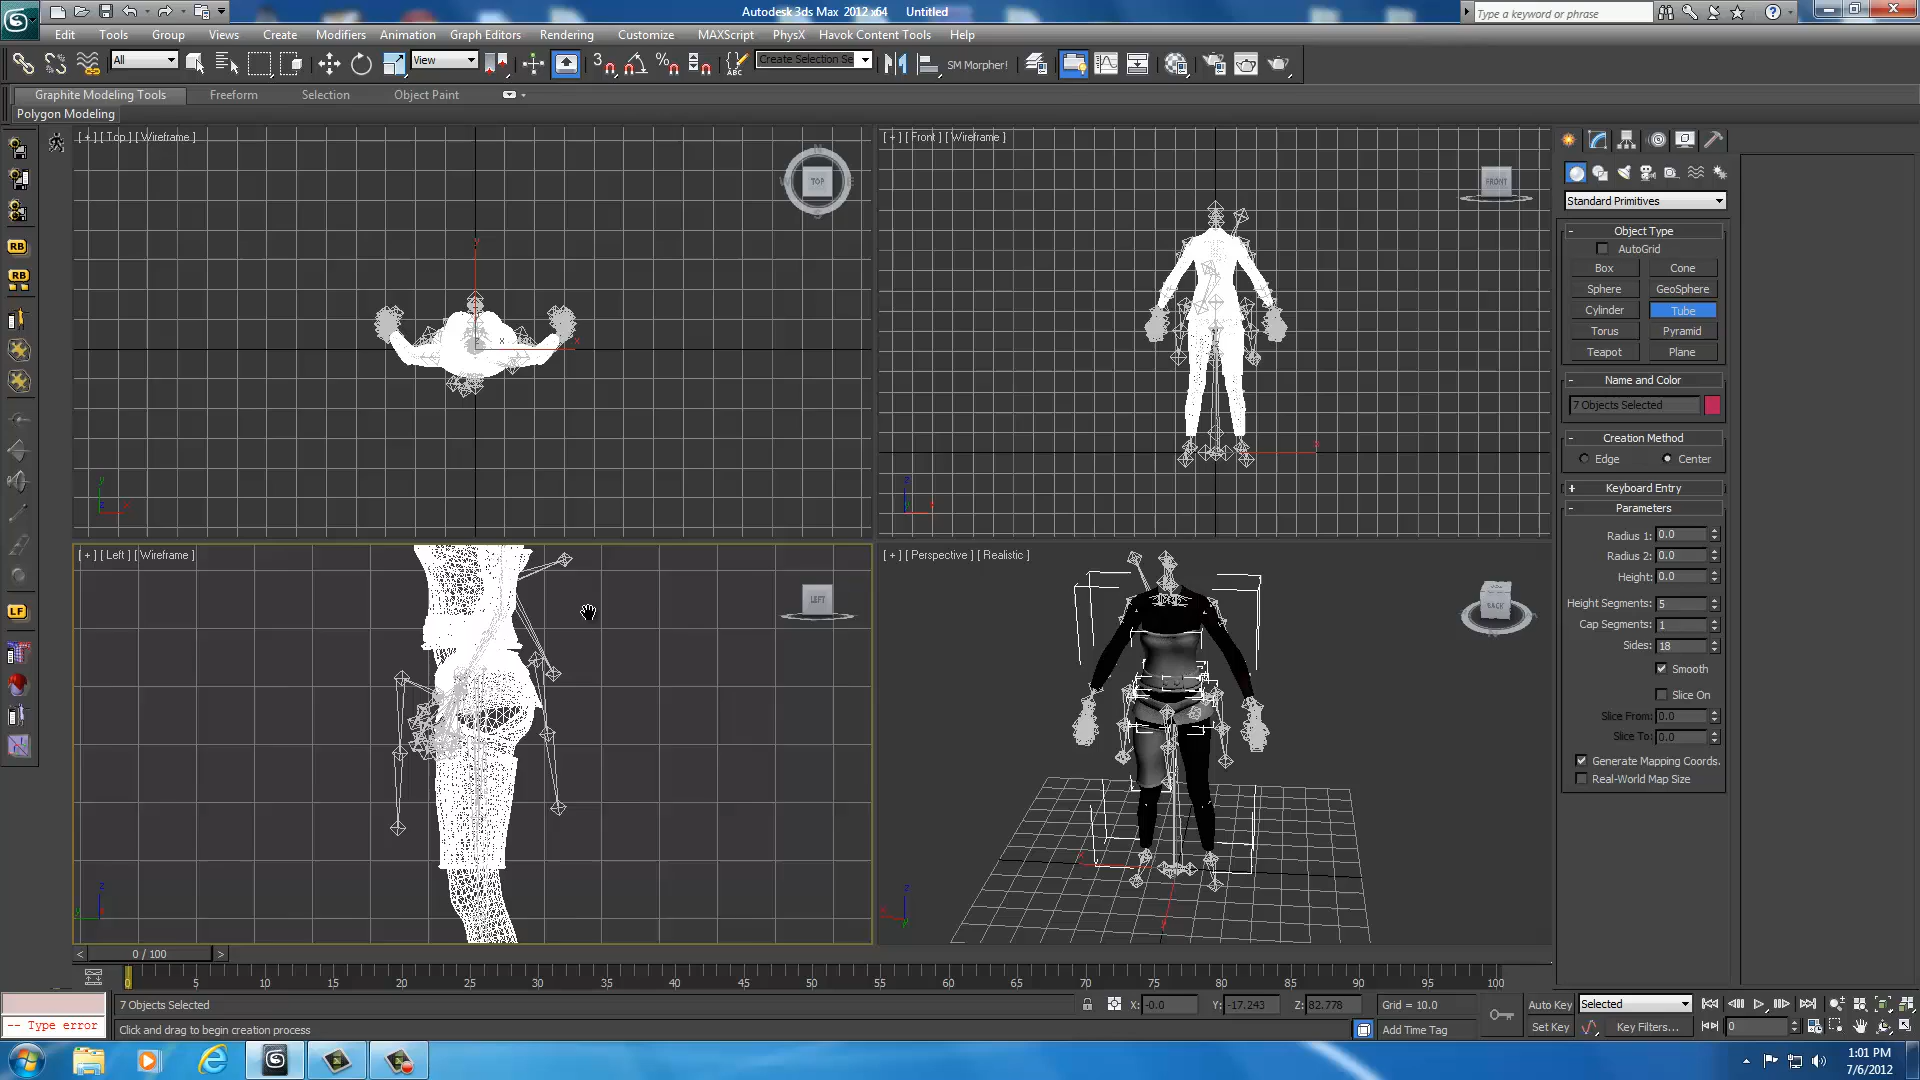 Autodesk 3ds Max 2012 x64 Untitled
Type a keyword or phrase
Edit Tools Group Views Create Modifiers Animation Graph Editors Rendering Customize MAXScript PhysX Havok Content Tools Help
All View 3 ABC Create Selection Se SM Morpher!
Graphite Modeling Tools Freeform Selection Object Paint
Polygon Modeling
[ + ] [ Top ] [ Wireframe ]
[ + ] [ Front ] [ Wireframe ]
TOP
FRONT
Standard Primitives
- Object Type
AutoGrid
Box Cone
Sphere GeoSphere
Cylinder Tube
Torus Pyramid
Teapot Plane
- Name and Color
7 Objects Selected
- Creation Method
Edge Center
+ Keyboard Entry
- Parameters
Radius 1: 0.0
Radius 2: 0.0
Height: 0.0
Height Segments: 5
Cap Segments: 1
Sides: 18
Smooth
Slice On
Slice From: 0.0
Slice To: 0.0
Generate Mapping Coords.
Real-World Map Size
RB
RB
LF
[ + ] [ Left ] [ Wireframe ]
[ + ] [ Perspective ] [ Realistic ]
LEFT
BACK
< 0 / 100 >
0 5 10 15 20 25 30 35 40 45 50 55 60 65 70 75 80 85 90 95 100
7 Objects Selected X: -0.0 Y: -17.243 Z: 82.778 Grid = 10.0 Auto Key Selected
-- Type error
Click and drag to begin creation process Add Time Tag Set Key Key Filters... 0
1:01 PM
7/6/2012